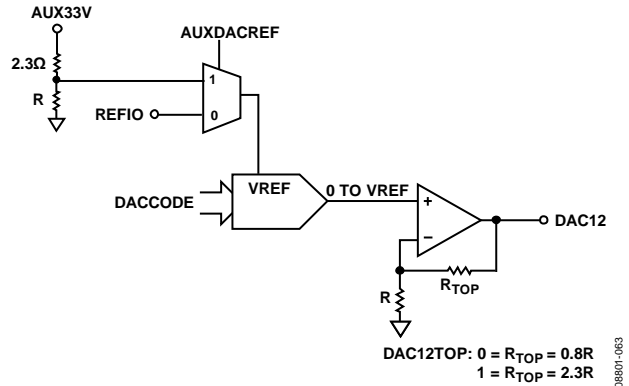 AUX33V
AUXDACREF
2.3Ω
1
R
REFIO
0
VREF
0 TO VREF
DACCODE
+
DAC12
–
R
RTOP
DAC12TOP: 0 = RTOP = 0.8R
1 = RTOP = 2.3R
08801-063